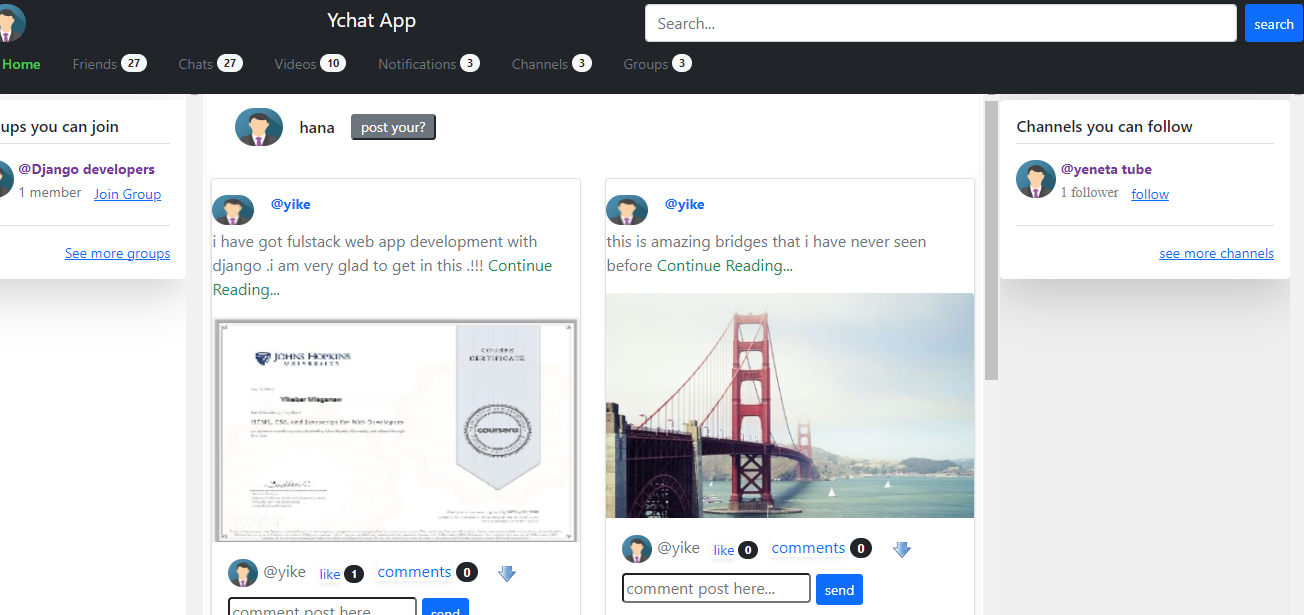 Ychat App
Search...
search
Home
Friends 27
Chats 27
Videos 10
Notifications 3
Channels 3
Groups 3
ups you can join
@Django developers
1 member Join Group
See more groups
hana post your?
@yike
i have got fulstack web app development with
django .i am very glad to get in this .!!! Continue
Reading...
JOHNS HOPKINS
UNIVERSITY
COURSE
CERTIFICATE
HTML, CSS, and Javascript for Web Developers
coursera
@yike like 1 comments 0
comment post here...
send
@yike
this is amazing bridges that i have never seen
before Continue Reading...
@yike like 0 comments 0
comment post here...
send
Channels you can follow
@yeneta tube
1 follower follow
see more channels